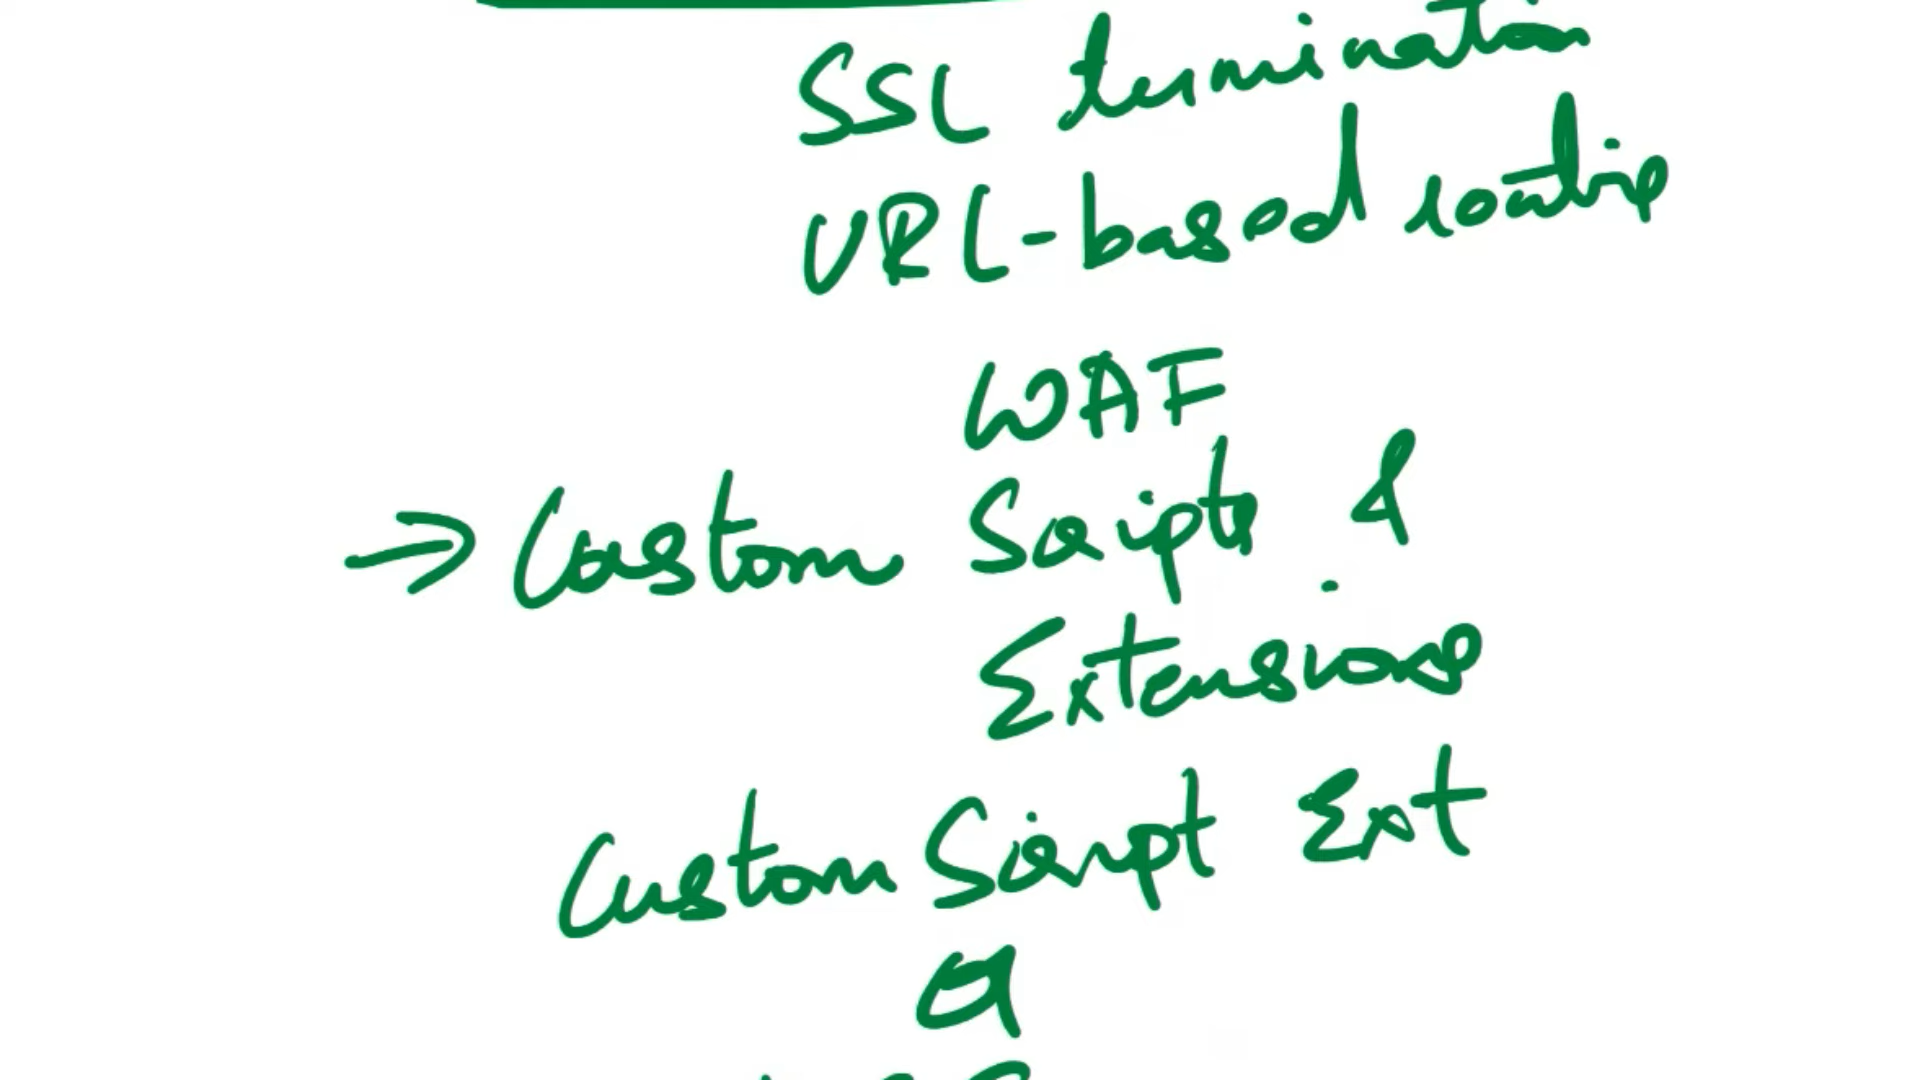 SSL termination
URL-based routing
WAF
→ Custom Scripts &
Extensions
Custom Script Ext